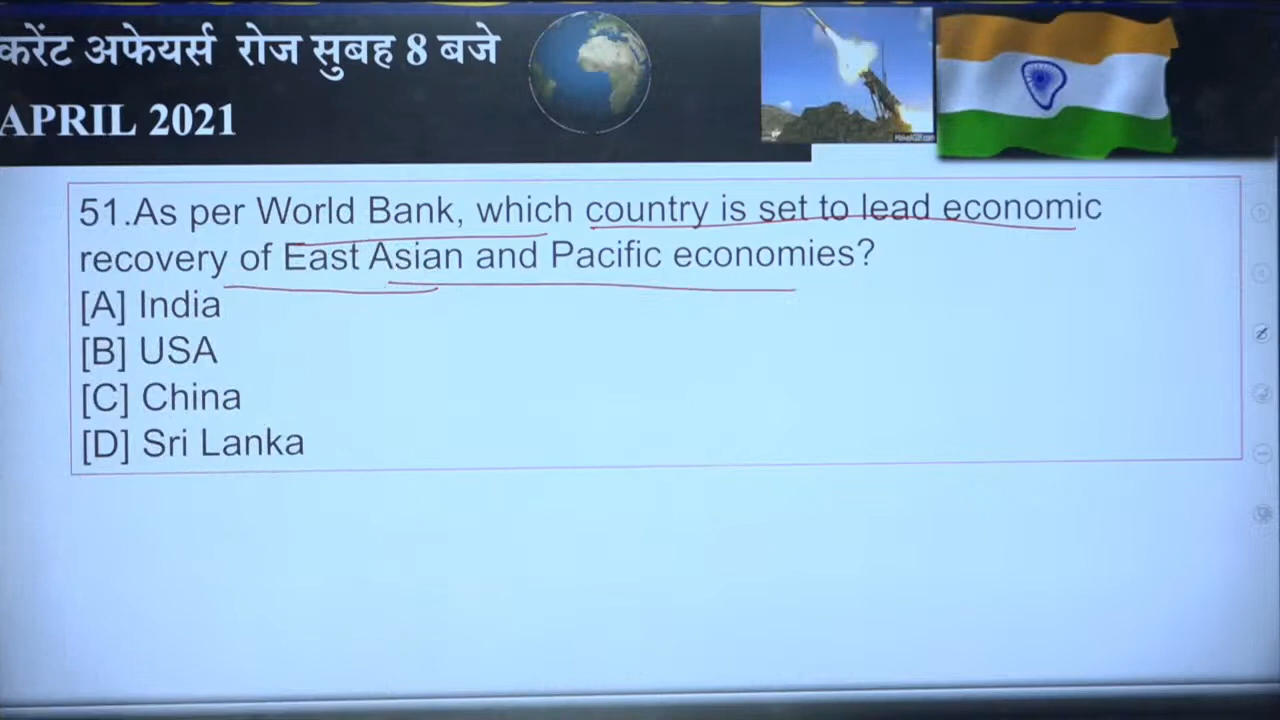 करेंट अफेयर्स रोज सुबह 8 बजे
APRIL 2021
51.As per World Bank, which country is set to lead economic
recovery of East Asian and Pacific economies?
[A] India
[B] USA
[C] China
[D] Sri Lanka